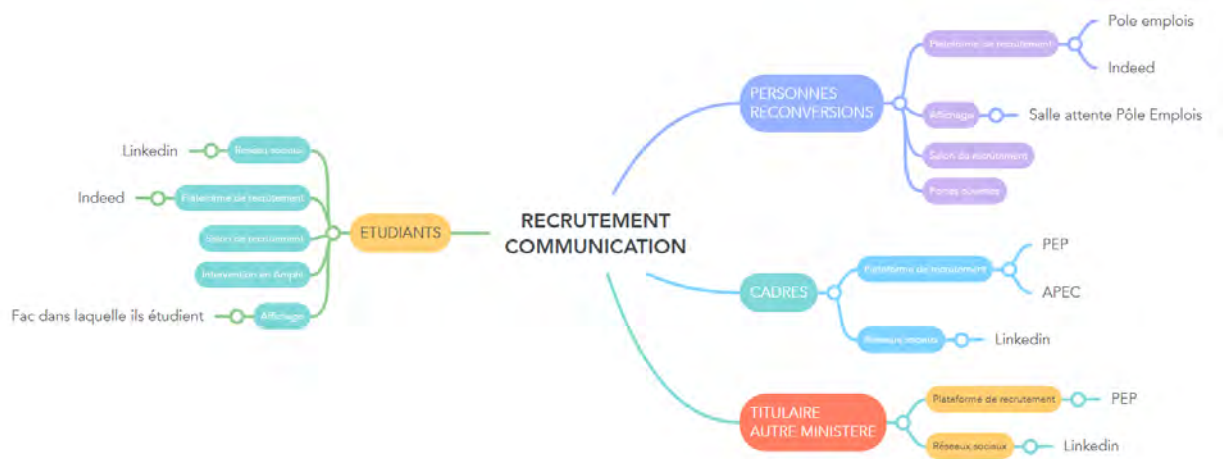 RECRUTEMENT
COMMUNICATION
ETUDIANTS
Réseau sociaux
Linkedin
Plateforme de recrutement
Indeed
Salon de recrutement
Intervention en Amphi
Affichage
Fac dans laquelle ils étudient
PERSONNES
RECONVERSIONS
Plateforme de recrutement
Pole emplois
Indeed
Affichage
Salle attente Pôle Emplois
Salon du recrutement
Portes ouvertes
CADRES
Plateforme de recrutement
PEP
APEC
Réseaux sociaux
Linkedin
TITULAIRE
AUTRE MINISTERE
Plateforme de recrutement
PEP
Réseaux sociaux
Linkedin